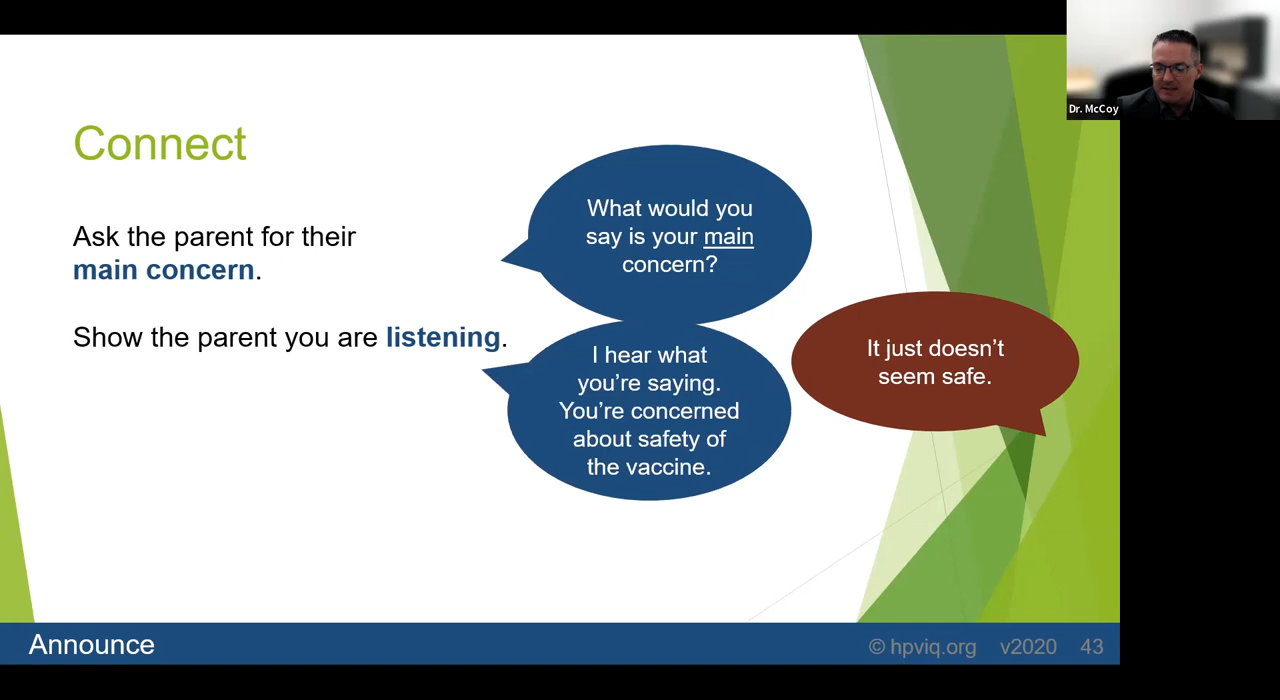 Dr. McCoy
Connect
Ask the parent for their
main concern.
Show the parent you are listening.
What would you
say is your main
concern?
It just doesn’t
seem safe.
I hear what
you’re saying.
You’re concerned
about safety of
the vaccine.
Announce
© hpviq.org v2020 43